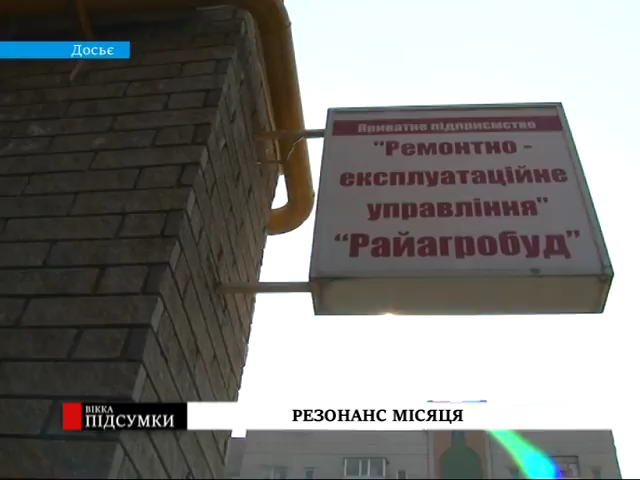 Досьє
Приватне підприємство
"Ремонтно -
експлуатаційне
управління"
"Райагробуд"
ВІККА
ПІДСУМКИ
РЕЗОНАНС МІСЯЦЯ